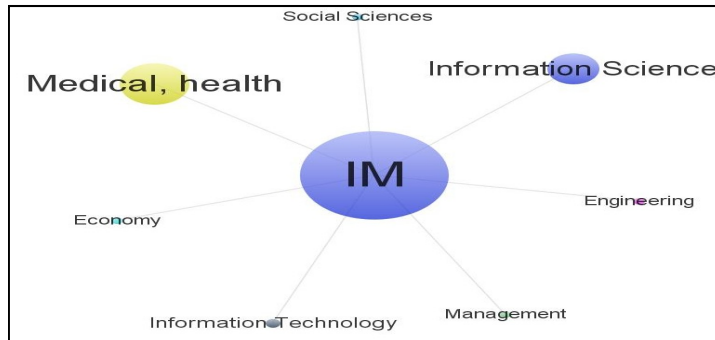 Social Sciences
Information Science
Medical, health
IM
Engineering
Economy
Management
Information Technology